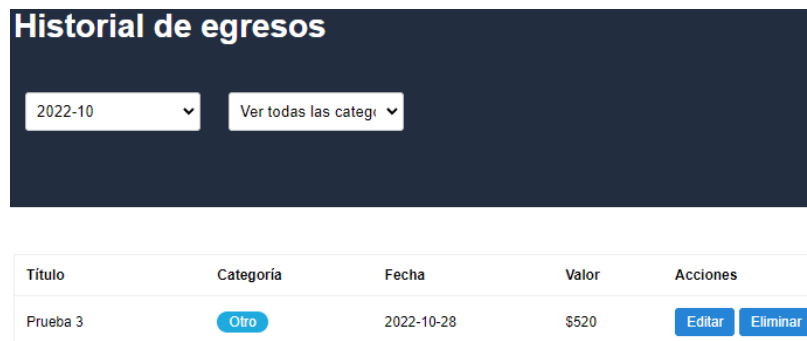 Historial de egresos
2022-10 Ver todas las catego
Título Categoría Fecha Valor Acciones
Prueba 3 Otro 2022-10-28 $520 Editar Eliminar